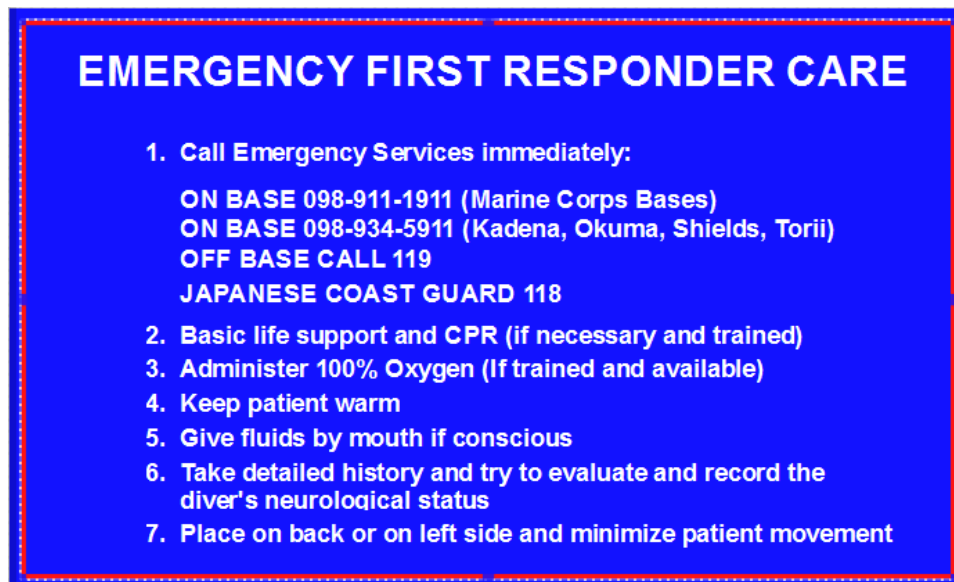 EMERGENCY FIRST RESPONDER CARE
1. Call Emergency Services immediately:
ON BASE 098-911-1911 (Marine Corps Bases)
ON BASE 098-934-5911 (Kadena, Okuma, Shields, Torii)
OFF BASE CALL 119
JAPANESE COAST GUARD 118
2. Basic life support and CPR (if necessary and trained)
3. Administer 100% Oxygen (If trained and available)
4. Keep patient warm
5. Give fluids by mouth if conscious
6. Take detailed history and try to evaluate and record the
diver's neurological status
7. Place on back or on left side and minimize patient movement